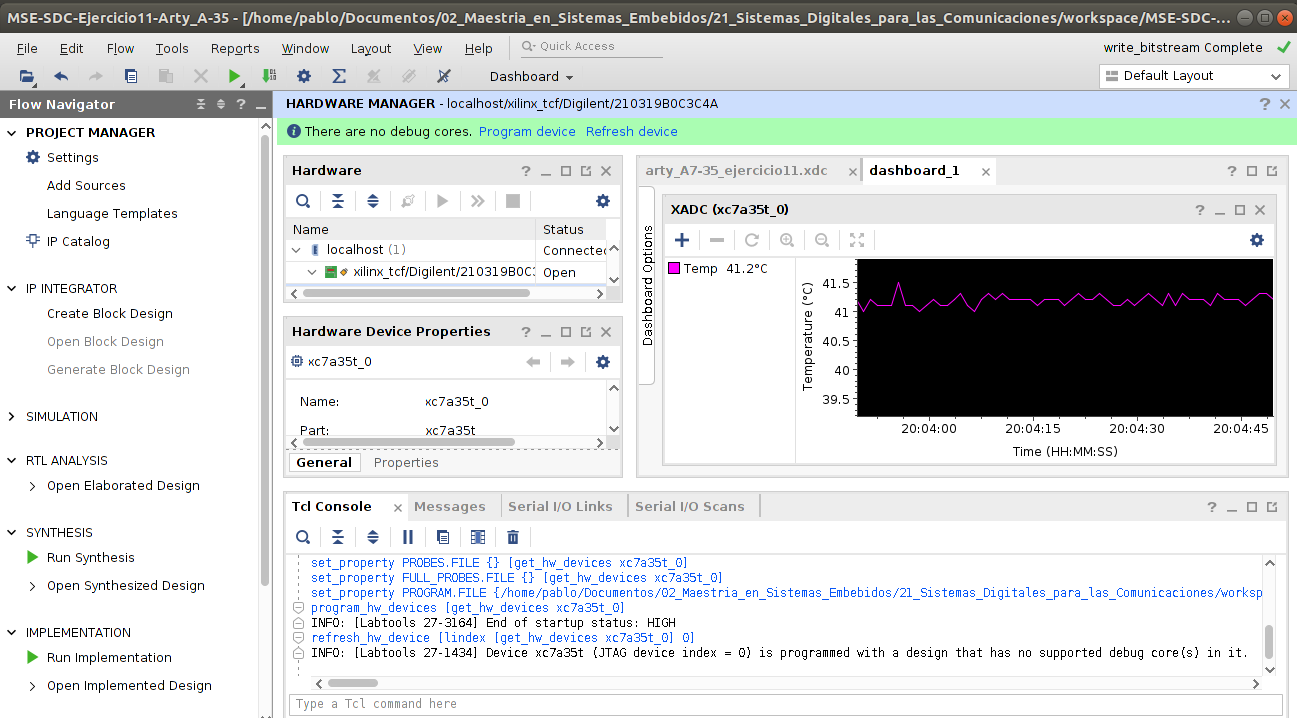 MSE-SDC-Ejercicio11-Arty_A-35 - [/home/pablo/Documentos/02_Maestria_en_Sistemas_Embebidos/21_Sistemas_Digitales_para_las_Comunicaciones/workspace/MSE-SDC-...
File Edit Flow Tools Reports Window Layout View Help Quick Access write_bitstream Complete
Dashboard Default Layout
Flow Navigator
PROJECT MANAGER
Settings
Add Sources
Language Templates
IP Catalog
IP INTEGRATOR
Create Block Design
Open Block Design
Generate Block Design
SIMULATION
RTL ANALYSIS
Open Elaborated Design
SYNTHESIS
Run Synthesis
Open Synthesized Design
IMPLEMENTATION
Run Implementation
Open Implemented Design
HARDWARE MANAGER - localhost/xilinx_tcf/Digilent/210319B0C3C4A
There are no debug cores. Program device Refresh device
Hardware
Name Status
localhost (1) Connected
xilinx_tcf/Digilent/210319B0C3 Open
Hardware Device Properties
xc7a35t_0
Name: xc7a35t_0
Part: xc7a35t
General Properties
arty_A7-35_ejercicio11.xdc dashboard_1
Dashboard Options
XADC (xc7a35t_0)
Temp 41.2°C
Temperature (°C)
41.5
41
40.5
40
39.5
20:04:00 20:04:15 20:04:30 20:04:45
Time (HH:MM:SS)
Tcl Console Messages Serial I/O Links Serial I/O Scans
set_property PROBES.FILE {} [get_hw_devices xc7a35t_0]
set_property FULL_PROBES.FILE {} [get_hw_devices xc7a35t_0]
set_property PROGRAM.FILE {/home/pablo/Documentos/02_Maestria_en_Sistemas_Embebidos/21_Sistemas_Digitales_para_las_Comunicaciones/worksp
program_hw_devices [get_hw_devices xc7a35t_0]
INFO: [Labtools 27-3164] End of startup status: HIGH
refresh_hw_device [lindex [get_hw_devices xc7a35t_0] 0]
INFO: [Labtools 27-1434] Device xc7a35t (JTAG device index = 0) is programmed with a design that has no supported debug core(s) in it.
Type a Tcl command here